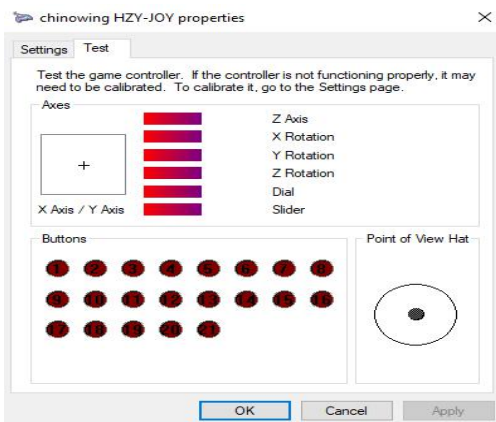 chinowing HZY-JOY properties
Settings Test
Test the game controller. If the controller is not functioning properly, it may
need to be calibrated. To calibrate it, go to the Settings page.
Axes
Z Axis
X Rotation
Y Rotation
Z Rotation
Dial
Slider
X Axis / Y Axis
Buttons
1 2 3 4 5 6 7 8
9 10 11 12 13 14 15 16
17 18 19 20 21
Point of View Hat
OK Cancel Apply